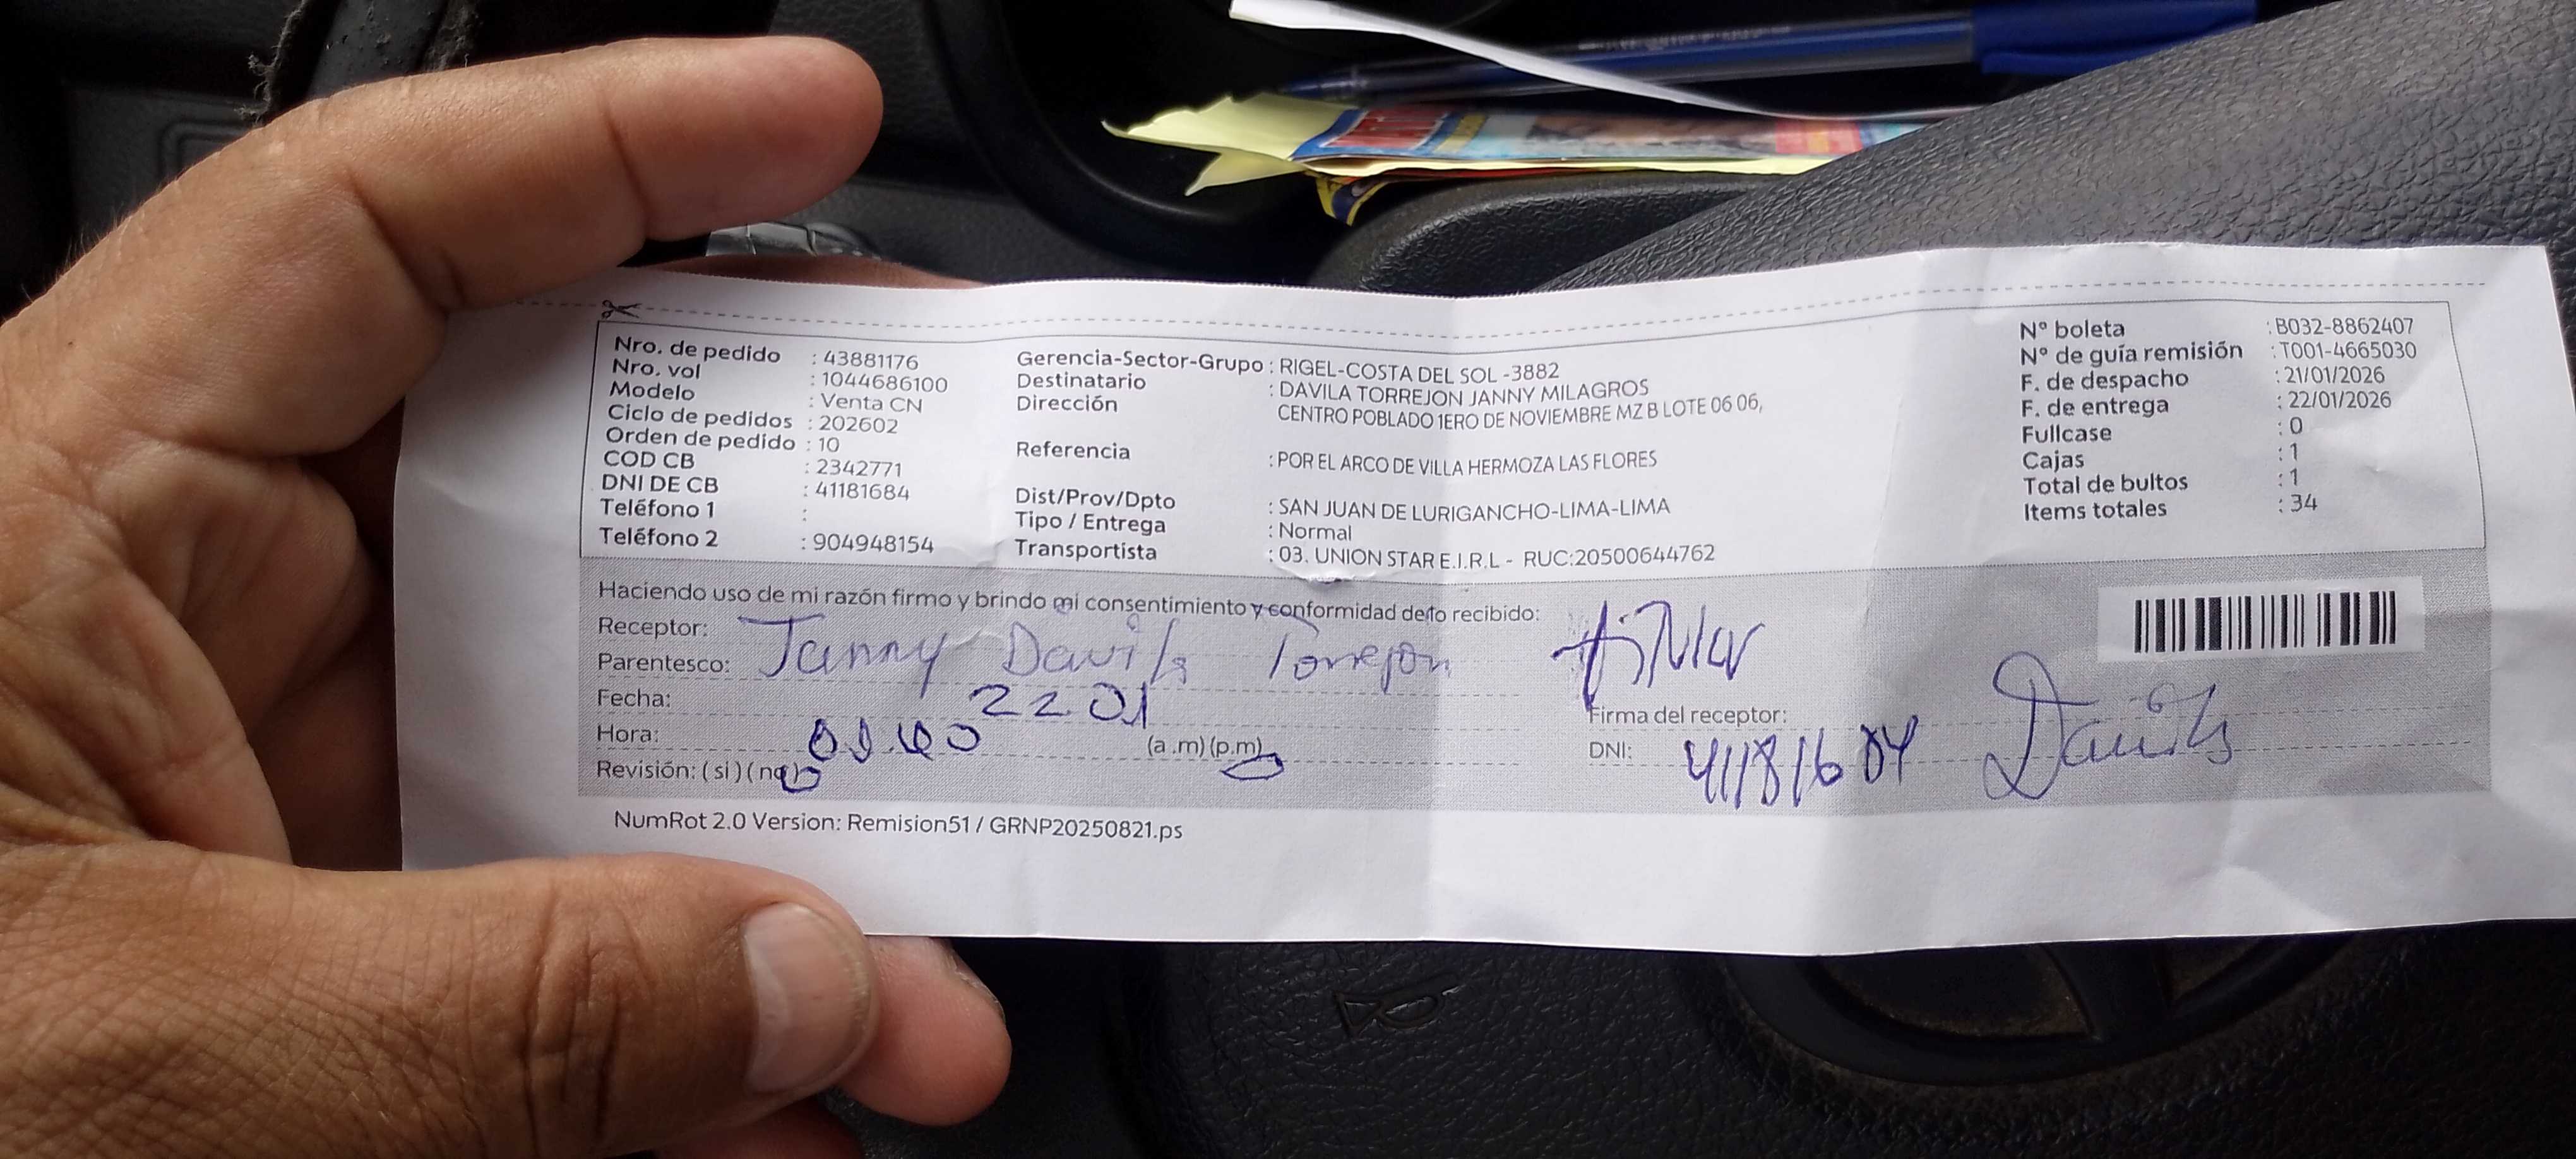 Nro. de pedido : 43881176
Nro. vol : 1044686100
Modelo : Venta CN
Ciclo de pedidos : 202602
Orden de pedido : 10
COD CB : 2342771
DNI DE CB : 41181684
Teléfono 1 :
Teléfono 2 : 904948154
Gerencia-Sector-Grupo : RIGEL-COSTA DEL SOL -3882
Destinatario : DAVILA TORREJON JANNY MILAGROS
Dirección CENTRO POBLADO 1ERO DE NOVIEMBRE MZ B LOTE 06 06,
Referencia : POR EL ARCO DE VILLA HERMOZA LAS FLORES
Dist/Prov/Dpto : SAN JUAN DE LURIGANCHO-LIMA-LIMA
Tipo / Entrega : Normal
Transportista : 03. UNION STAR E.I.R.L - RUC:20500644762
N° boleta : B032-8862407
N° de guía remisión : T001-4665030
F. de despacho : 21/01/2026
F. de entrega : 22/01/2026
Fullcase : 0
Cajas : 1
Total de bultos : 1
Items totales : 34
Haciendo uso de mi razón firmo y brindo mi consentimiento y conformidad de lo recibido:
Receptor: Janny Davila Torrejon
Parentesco:
Fecha: 22 01
Hora: (a.m) (p.m)
Revisión: ( si ) ( no )
Firma del receptor: Davila
DNI: 41181684
NumRot 2.0 Version: Remision51 / GRNP20250821.ps